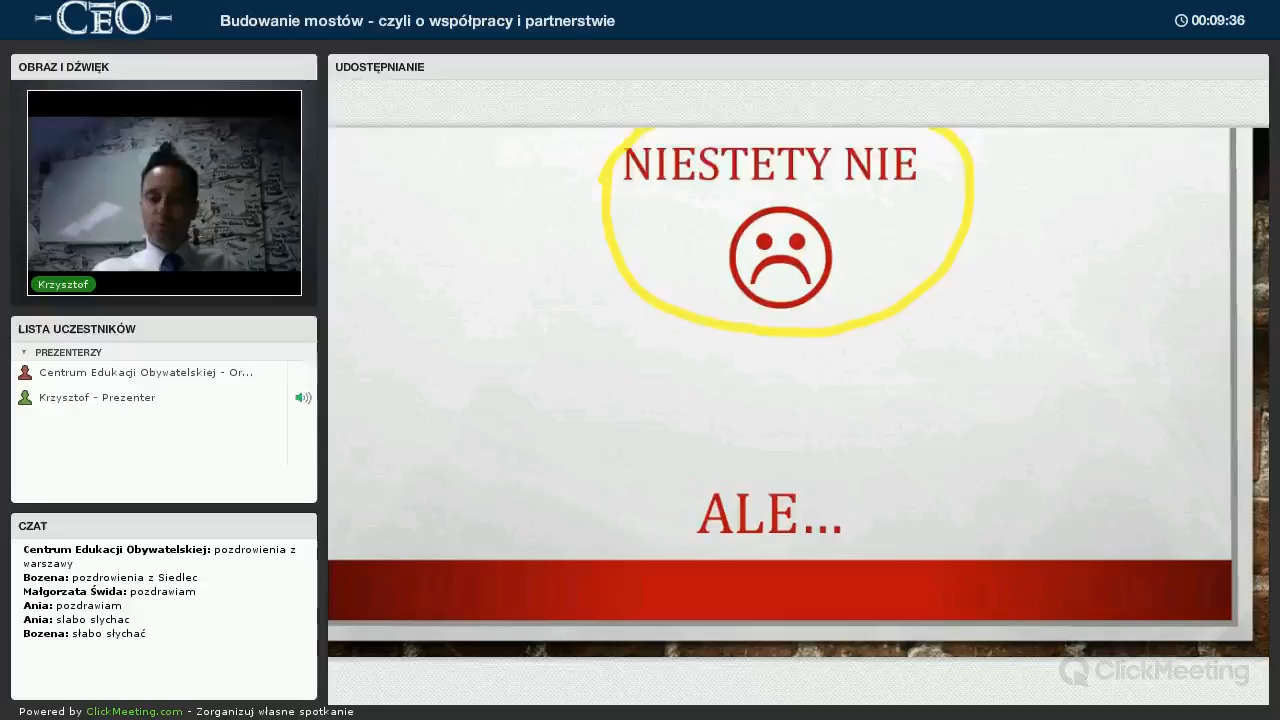 CEO
Budowanie mostów - czyli o współpracy i partnerstwie
00:09:36
OBRAZ I DŹWIĘK
Krzysztof
LISTA UCZESTNIKÓW
PREZENTERZY
Centrum Edukacji Obywatelskiej - Or...
Krzysztof - Prezenter
CZAT
Centrum Edukacji Obywatelskiej: pozdrowienia z
warszawy
Bozena: pozdrowienia z Siedlec
Małgorzata Świda: pozdrawiam
Ania: pozdrawiam
Ania: slabo slychac
Bozena: słabo słychać
UDOSTĘPNIANIE
NIESTETY NIE
ALE...
ClickMeeting
Powered by ClickMeeting.com - Zorganizuj własne spotkanie